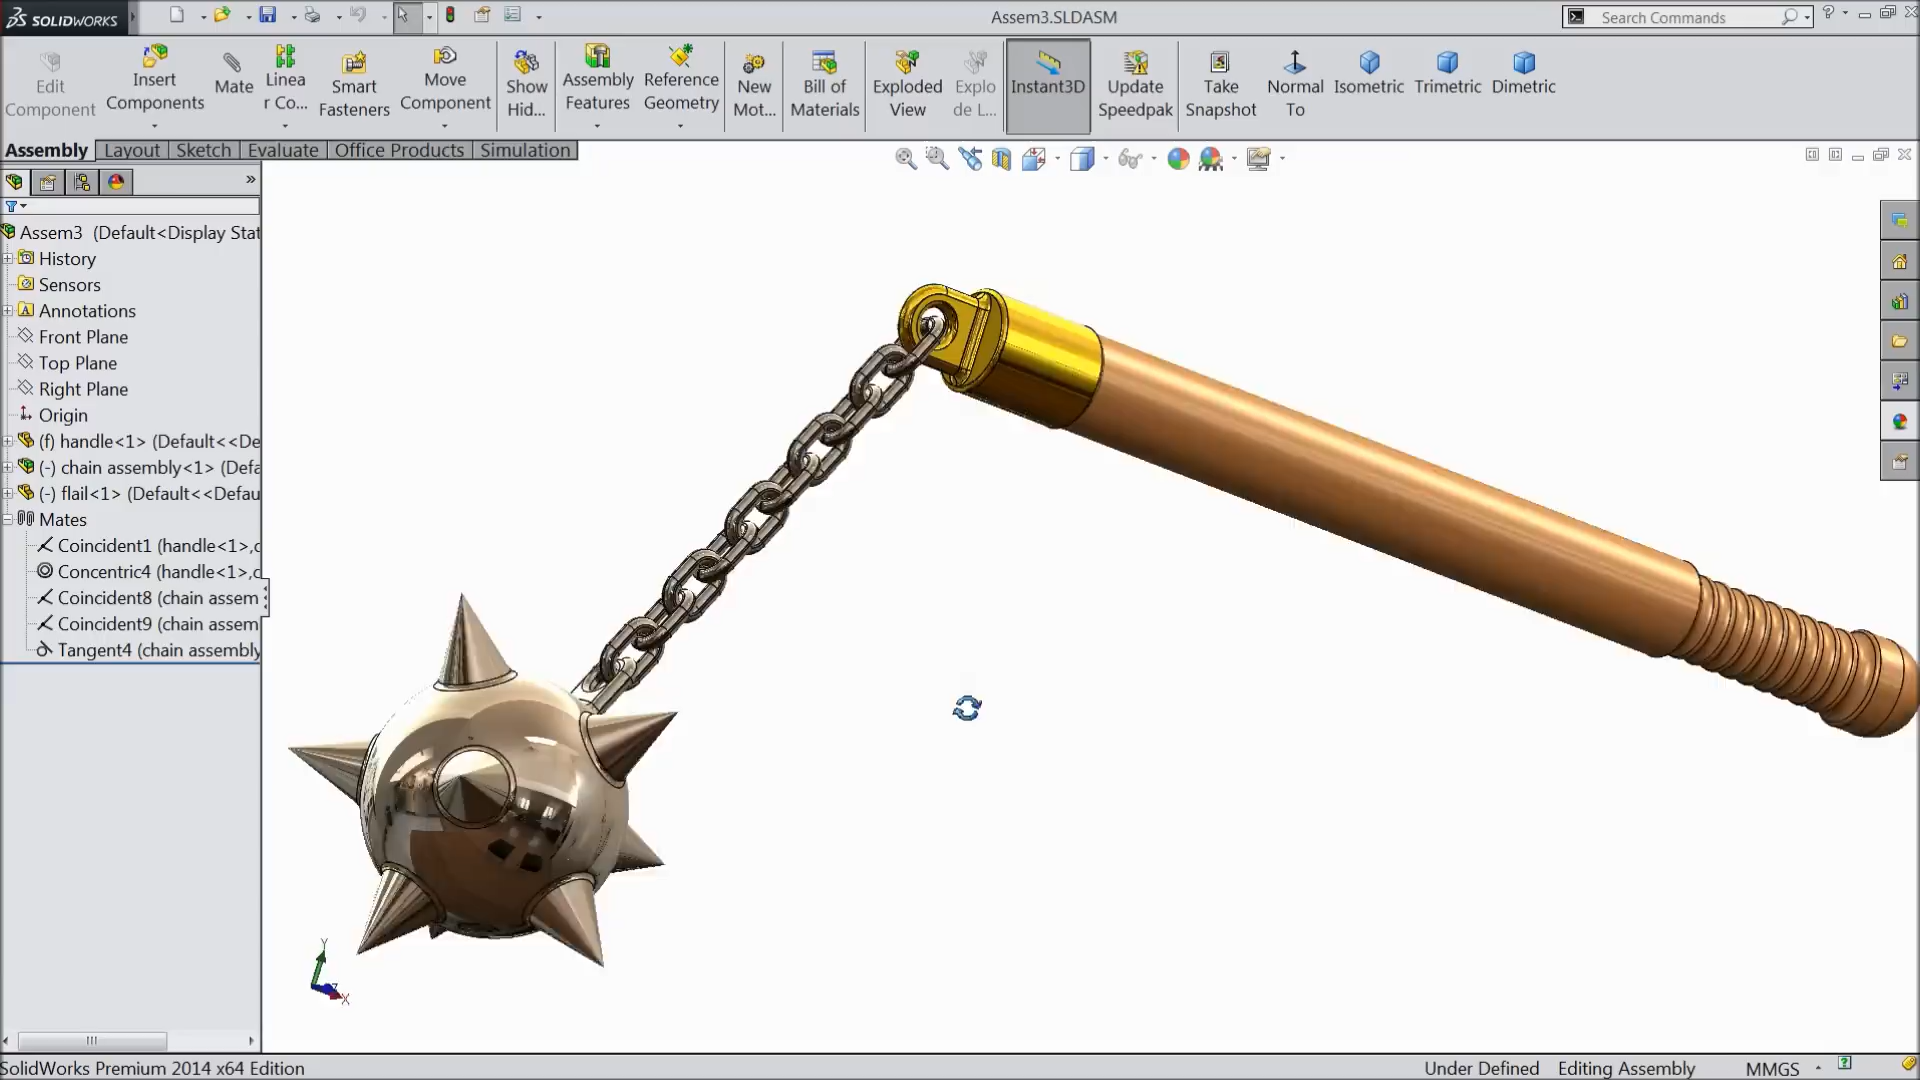 SOLIDWORKS
Assem3.SLDASM
Search Commands
Edit
Component
Insert
Components
Mate
Linea
r Co...
Smart
Fasteners
Move
Component
Show
Hid...
Assembly
Features
Reference
Geometry
New
Mot...
Bill of
Materials
Exploded
View
Explo
de L...
Instant3D
Update
Speedpak
Take
Snapshot
Normal
To
Isometric
Trimetric
Dimetric
Assembly
Layout
Sketch
Evaluate
Office Products
Simulation
Assem3 (Default<Display Stat
History
Sensors
Annotations
Front Plane
Top Plane
Right Plane
Origin
(f) handle<1> (Default<<De
(-) chain assembly<1> (Defa
(-) flail<1> (Default<<Defau
Mates
Coincident1 (handle<1>,c
Concentric4 (handle<1>,c
Coincident8 (chain assem
Coincident9 (chain assem
Tangent4 (chain assembly
Y
Z
X
SolidWorks Premium 2014 x64 Edition
Under Defined
Editing Assembly
MMGS